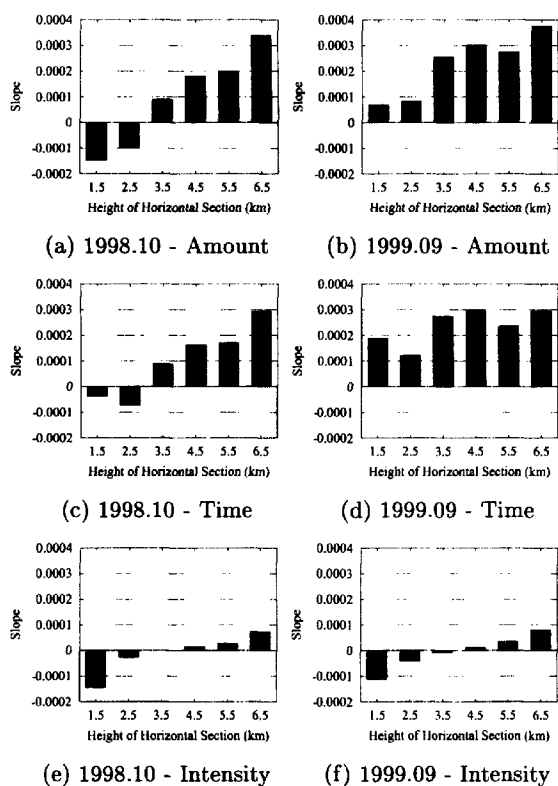 0.0004
0.0003
0.0002
0.0001
0
-0.0001
-0.0002
Slope
1.5 2.5 3.5 4.5 5.5 6.5
Height of Horizontal Section (km)
(a) 1998.10 - Amount
0.0004
0.0003
0.0002
0.0001
0
-0.0001
-0.0002
Slope
1.5 2.5 3.5 4.5 5.5 6.5
Height of Horizontal Section (km)
(b) 1999.09 - Amount
0.0004
0.0003
0.0002
0.0001
0
-0.0001
-0.0002
Slope
1.5 2.5 3.5 4.5 5.5 6.5
Height of Horizontal Section (km)
(c) 1998.10 - Time
0.0004
0.0003
0.0002
0.0001
0
-0.0001
-0.0002
Slope
1.5 2.5 3.5 4.5 5.5 6.5
Height of Horizontal Section (km)
(d) 1999.09 - Time
0.0004
0.0003
0.0002
0.0001
0
-0.0001
-0.0002
Slope
1.5 2.5 3.5 4.5 5.5 6.5
Height of Horizontal Section (km)
(e) 1998.10 - Intensity
0.0004
0.0003
0.0002
0.0001
0
-0.0001
-0.0002
Slope
1.5 2.5 3.5 4.5 5.5 6.5
Height of Horizontal Section (km)
(f) 1999.09 - Intensity